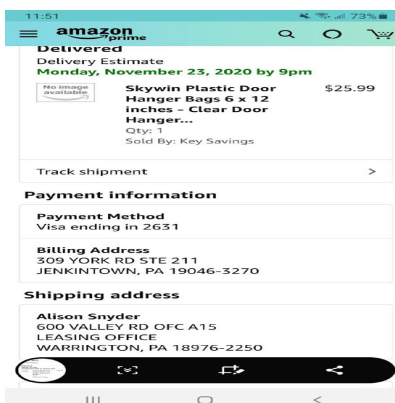 11:51
73%
amazon
prime
Delivered
Delivery Estimate
Monday, November 23, 2020 by 9pm
No image
available
Skywin Plastic Door $25.99
Hanger Bags 6 x 12
inches - Clear Door
Hanger...
Qty: 1
Sold By: Key Savings
Track shipment >
Payment information
Payment Method
Visa ending in 2631
Billing Address
309 YORK RD STE 211
JENKINTOWN, PA 19046-3270
Shipping address
Alison Snyder
600 VALLEY RD OFC A15
LEASING OFFICE
WARRINGTON, PA 18976-2250